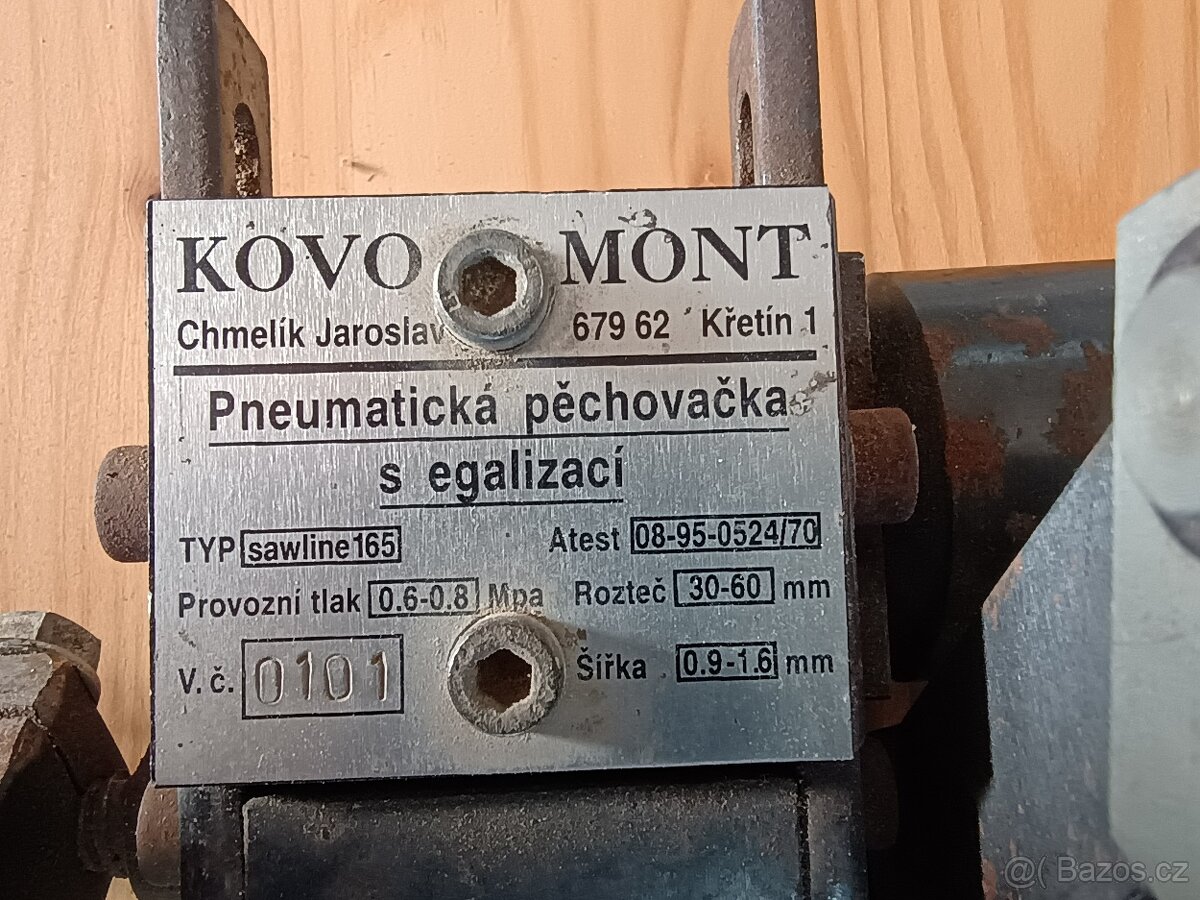 KOVO MONT
Chmelík Jaroslav 679 62 Křetín 1
Pneumatická pěchovačka
s egalizací
TYP sawline165 Atest 08-95-0524/70
Provozní tlak 0.6-0.8 Mpa Rozteč 30-60 mm
V. č. 0101 Šířka 0.9-1.6 mm
@( Bazos.cz